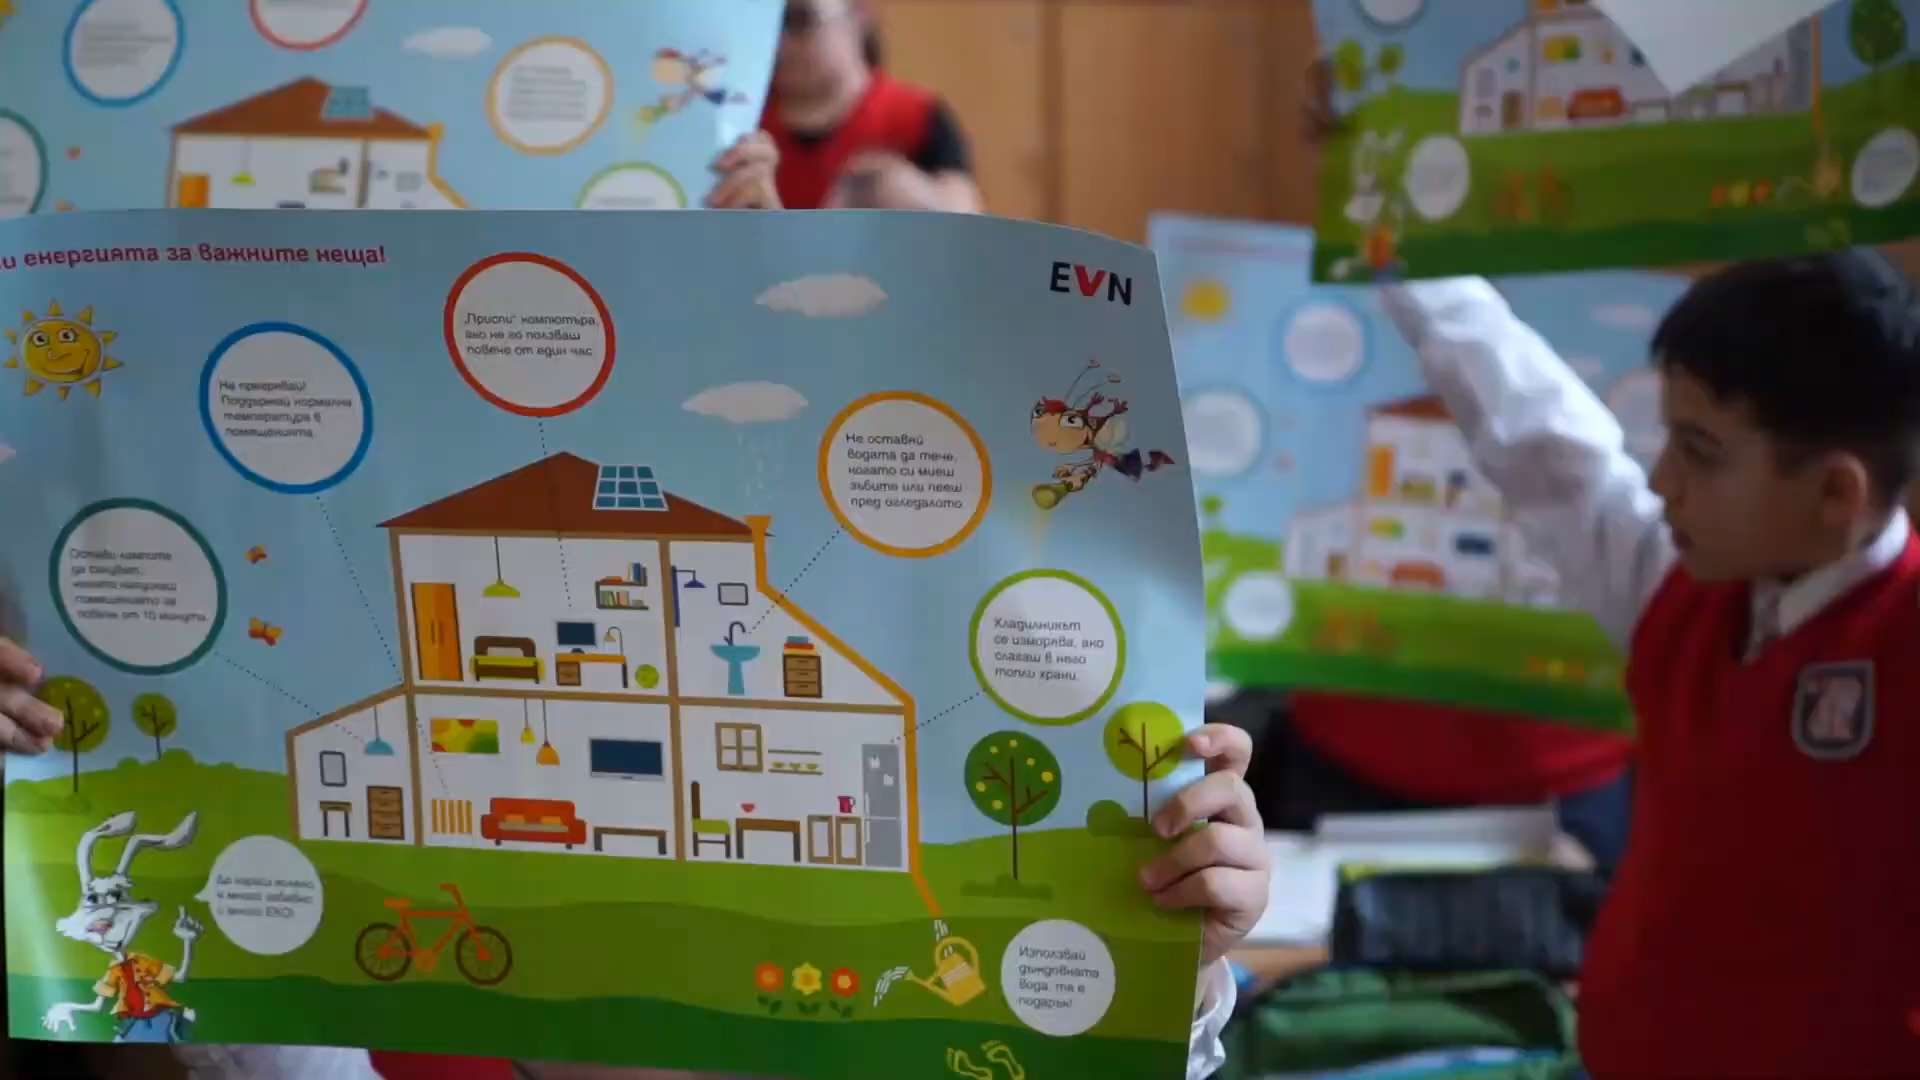 енергията за важните неща!
EVN
„Приспи“ компютъра,
ако не го ползваш
повече от един час.
Не прегрявай!
Поддържай нормална
температура в
помещенията.
Не оставяй
водата да тече,
когато си миеш
зъбите или пееш
пред огледалото
Остави лампите
да сънуват,
когато напускаш
помещението за
повече от 10 минути.
Хладилникът
се изморява, ако
слагаш в него
топли храни.
Да караш колело
е много забавно
и много ЕКО!
Използвай
дъждовната
вода, тя е
подарък!